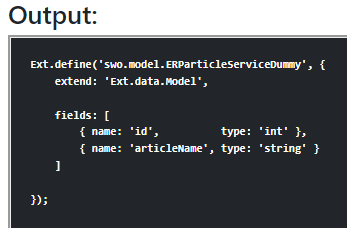 Output:
Ext.define('swo.model.ERParticleServiceDummy', {
    extend: 'Ext.data.Model',
    fields: [
        { name: 'id',          type: 'int' },
        { name: 'articleName', type: 'string' }
    ]
});